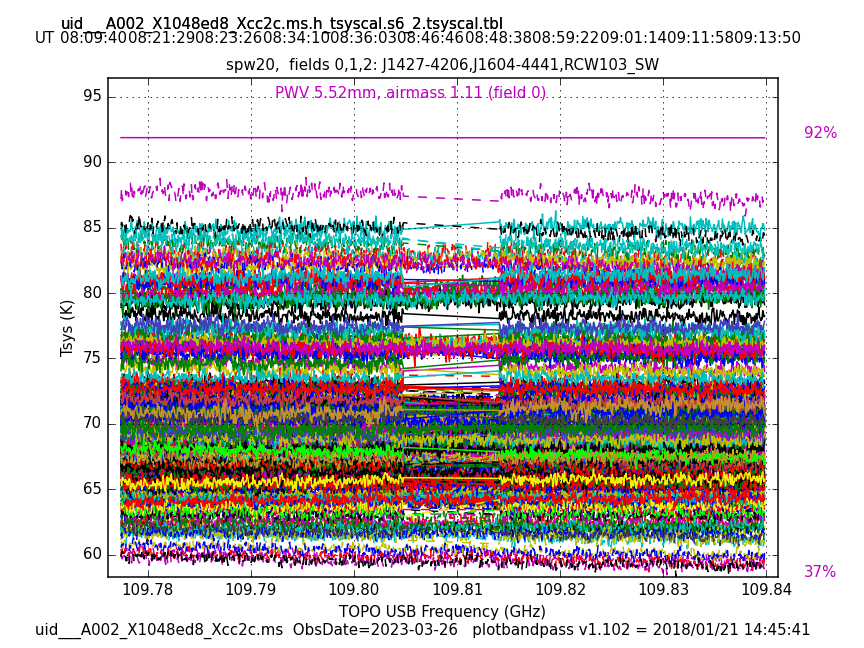 uid___A002_X1048ed8_Xcc2c.ms.h_tsyscal.s6_2.tsyscal.tbl
UT 08:09:40 08:21:29 08:23:26 08:34:10 08:36:03 08:46:46 08:48:38 08:59:22 09:01:14 09:11:58 09:13:50
spw20,  fields 0,1,2: J1427-4206,J1604-4441,RCW103_SW
PWV 5.52mm, airmass 1.11 (field 0)
92%
37%
Tsys (K)
95
90
85
80
75
70
65
60
109.78 109.79 109.80 109.81 109.82 109.83 109.84
TOPO USB Frequency (GHz)
uid___A002_X1048ed8_Xcc2c.ms  ObsDate=2023-03-26   plotbandpass v1.102 = 2018/01/21 14:45:41